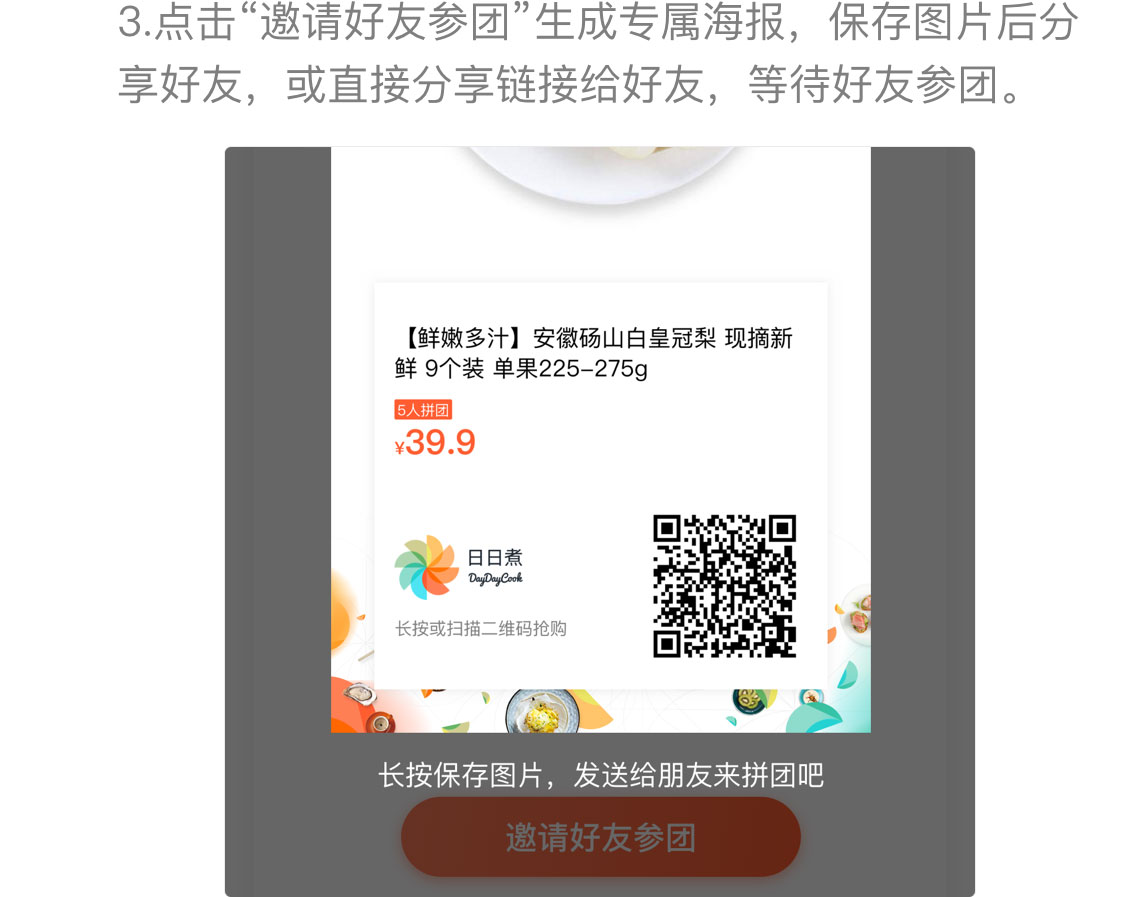 3.点击“邀请好友参团”生成专属海报，保存图片后分
享好友，或直接分享链接给好友，等待好友参团。
【鲜嫩多汁】安徽砀山白皇冠梨 现摘新
鲜 9个装 单果225-275g
5人拼团
¥39.9
日日煮
DayDayCook
长按或扫描二维码抢购
长按保存图片，发送给朋友来拼团吧
邀请好友参团